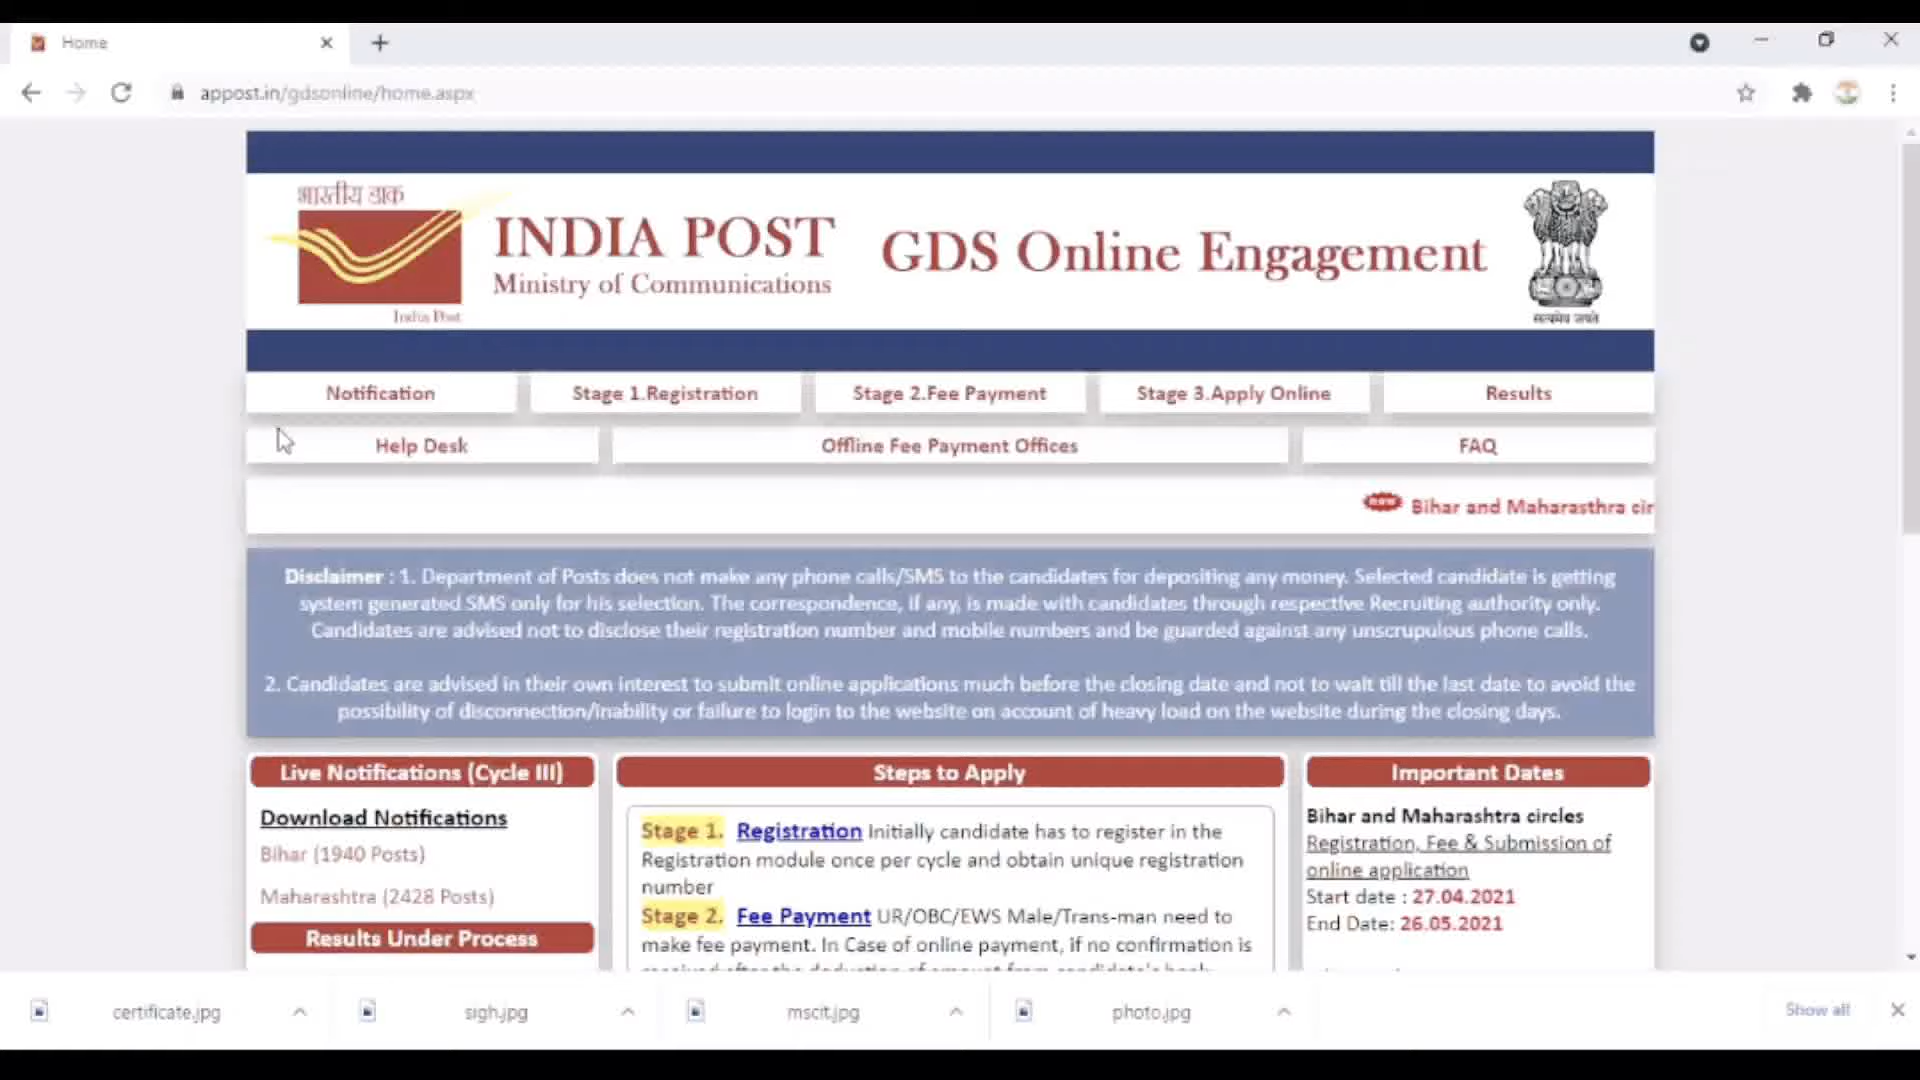 Home
appost.in/gdsonline/home.aspx
भारतीय डाक
India Post
INDIA POST
Ministry of Communications
GDS Online Engagement
सत्यमेव जयते
Notification
Stage 1.Registration
Stage 2.Fee Payment
Stage 3.Apply Online
Results
Help Desk
Offline Fee Payment Offices
FAQ
new Bihar and Maharasthra cir
Disclaimer : 1. Department of Posts does not make any phone calls/SMS to the candidates for depositing any money. Selected candidate is getting
system generated SMS only for his selection. The correspondence, if any, is made with candidates through respective Recruiting authority only.
Candidates are advised not to disclose their registration number and mobile numbers and be guarded against any unscrupulous phone calls.
2. Candidates are advised in their own interest to submit online applications much before the closing date and not to wait till the last date to avoid the
possibility of disconnection/inability or failure to login to the website on account of heavy load on the website during the closing days.
Live Notifications (Cycle III)
Download Notifications
Bihar (1940 Posts)
Maharashtra (2428 Posts)
Results Under Process
Steps to Apply
Stage 1. Registration Initially candidate has to register in the
Registration module once per cycle and obtain unique registration
number
Stage 2. Fee Payment UR/OBC/EWS Male/Trans-man need to
make fee payment. In Case of online payment, if no confirmation is
Important Dates
Bihar and Maharashtra circles
Registration, Fee & Submission of
online application
Start date : 27.04.2021
End Date: 26.05.2021
certificate.jpg
sigh.jpg
mscit.jpg
photo.jpg
Show all